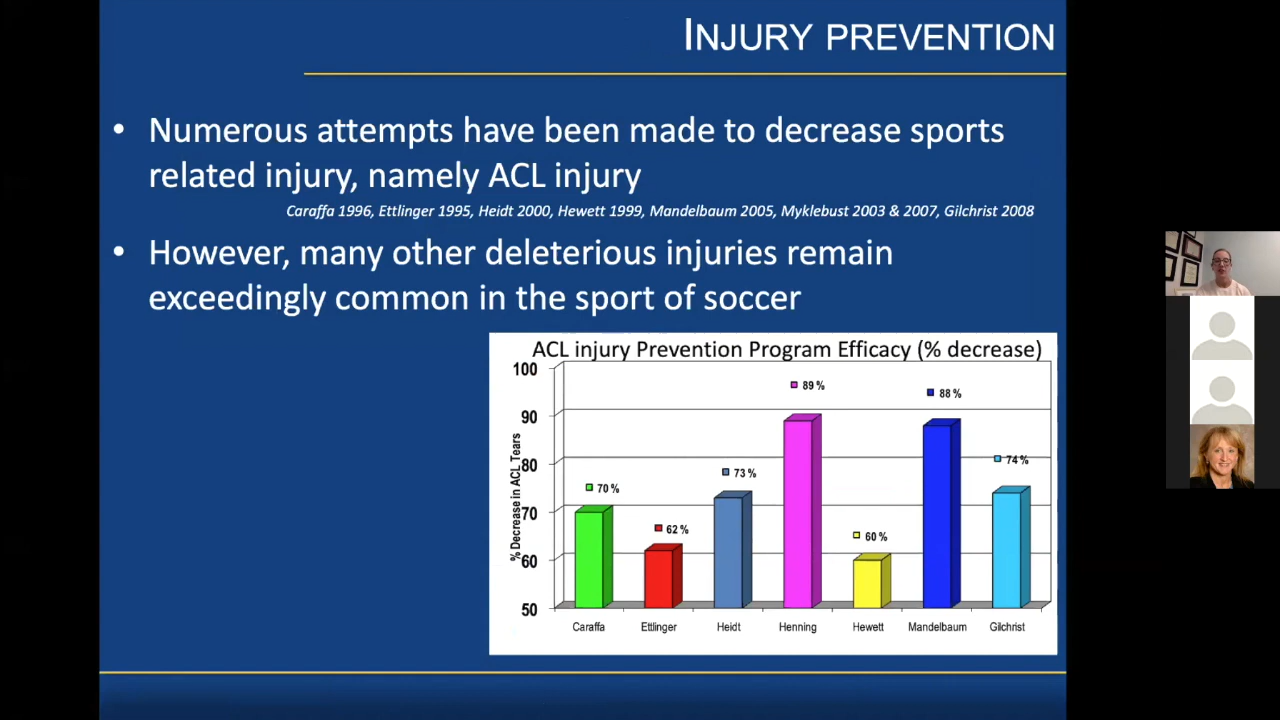 INJURY PREVENTION
• Numerous attempts have been made to decrease sports
related injury, namely ACL injury
Caraffa 1996, Ettlinger 1995, Heidt 2000, Hewett 1999, Mandelbaum 2005, Myklebust 2003 & 2007, Gilchrist 2008
• However, many other deleterious injuries remain
exceedingly common in the sport of soccer
ACL injury Prevention Program Efficacy (% decrease)
% Decrease in ACL Tears
100
90
80
70
60
50
70 %
62 %
73 %
89 %
60 %
88 %
74 %
Caraffa
Ettlinger
Heidt
Henning
Hewett
Mandelbaum
Gilchrist